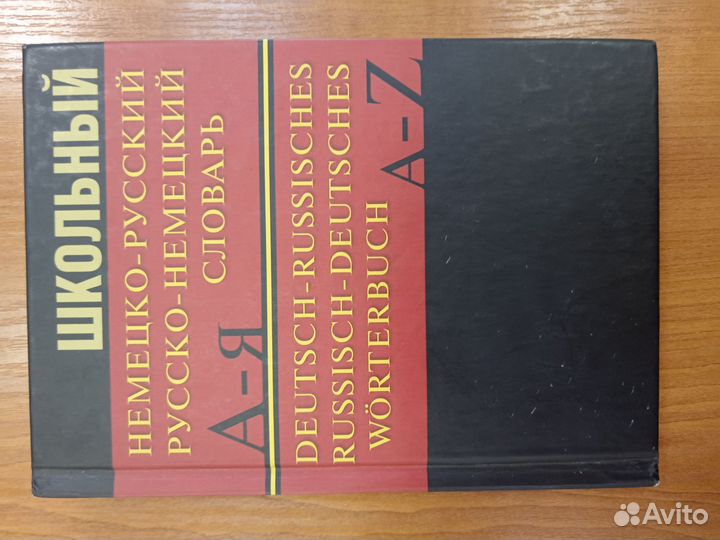 ШКОЛЬНЫЙ
НЕМЕЦКО-РУССКИЙ
РУССКО-НЕМЕЦКИЙ
СЛОВАРЬ
А-Я
DEUTSCH-RUSSISCHES
RUSSISCH-DEUTSCHES
WÖRTERBUCH
A-Z
Avito